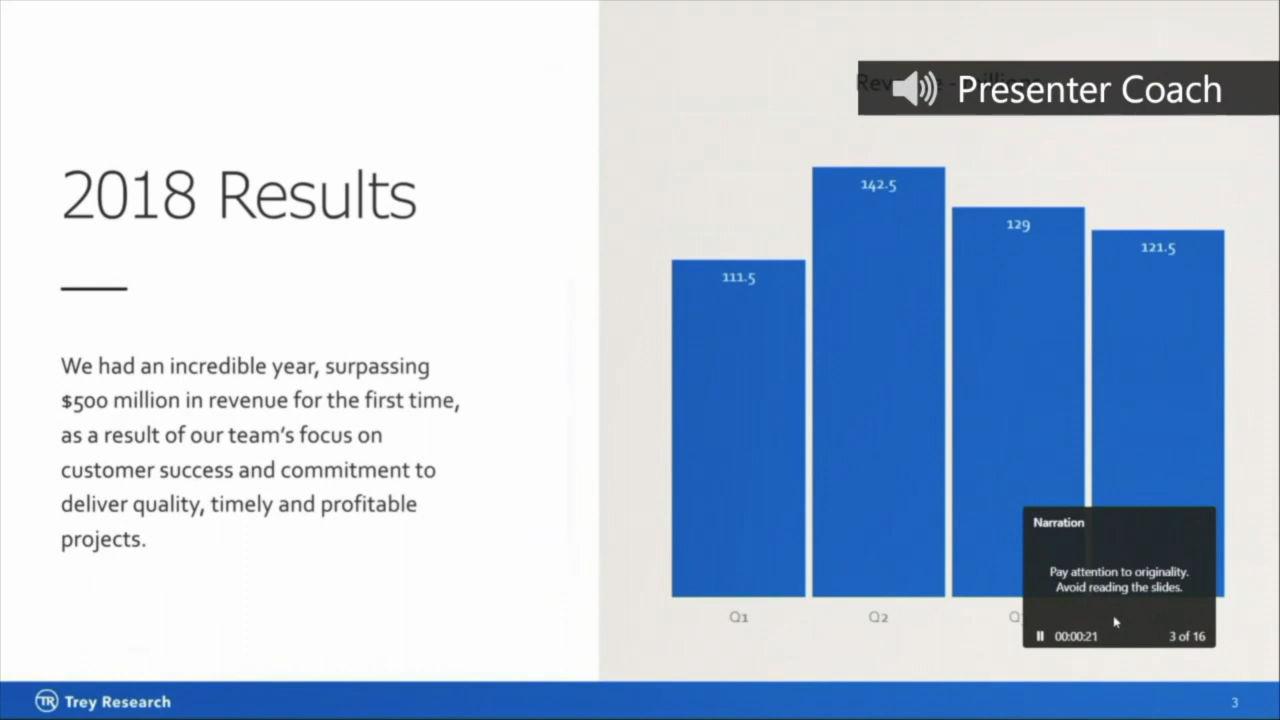 2018 Results
We had an incredible year, surpassing
$500 million in revenue for the first time,
as a result of our team's focus on
customer success and commitment to
deliver quality, timely and profitable
projects.
Presenter Coach
142.5
129
121.5
111.5
Q1
Q2
Narration
Pay attention to originality.
Avoid reading the slides.
00:00:21
3 of 16
TR Trey Research
3